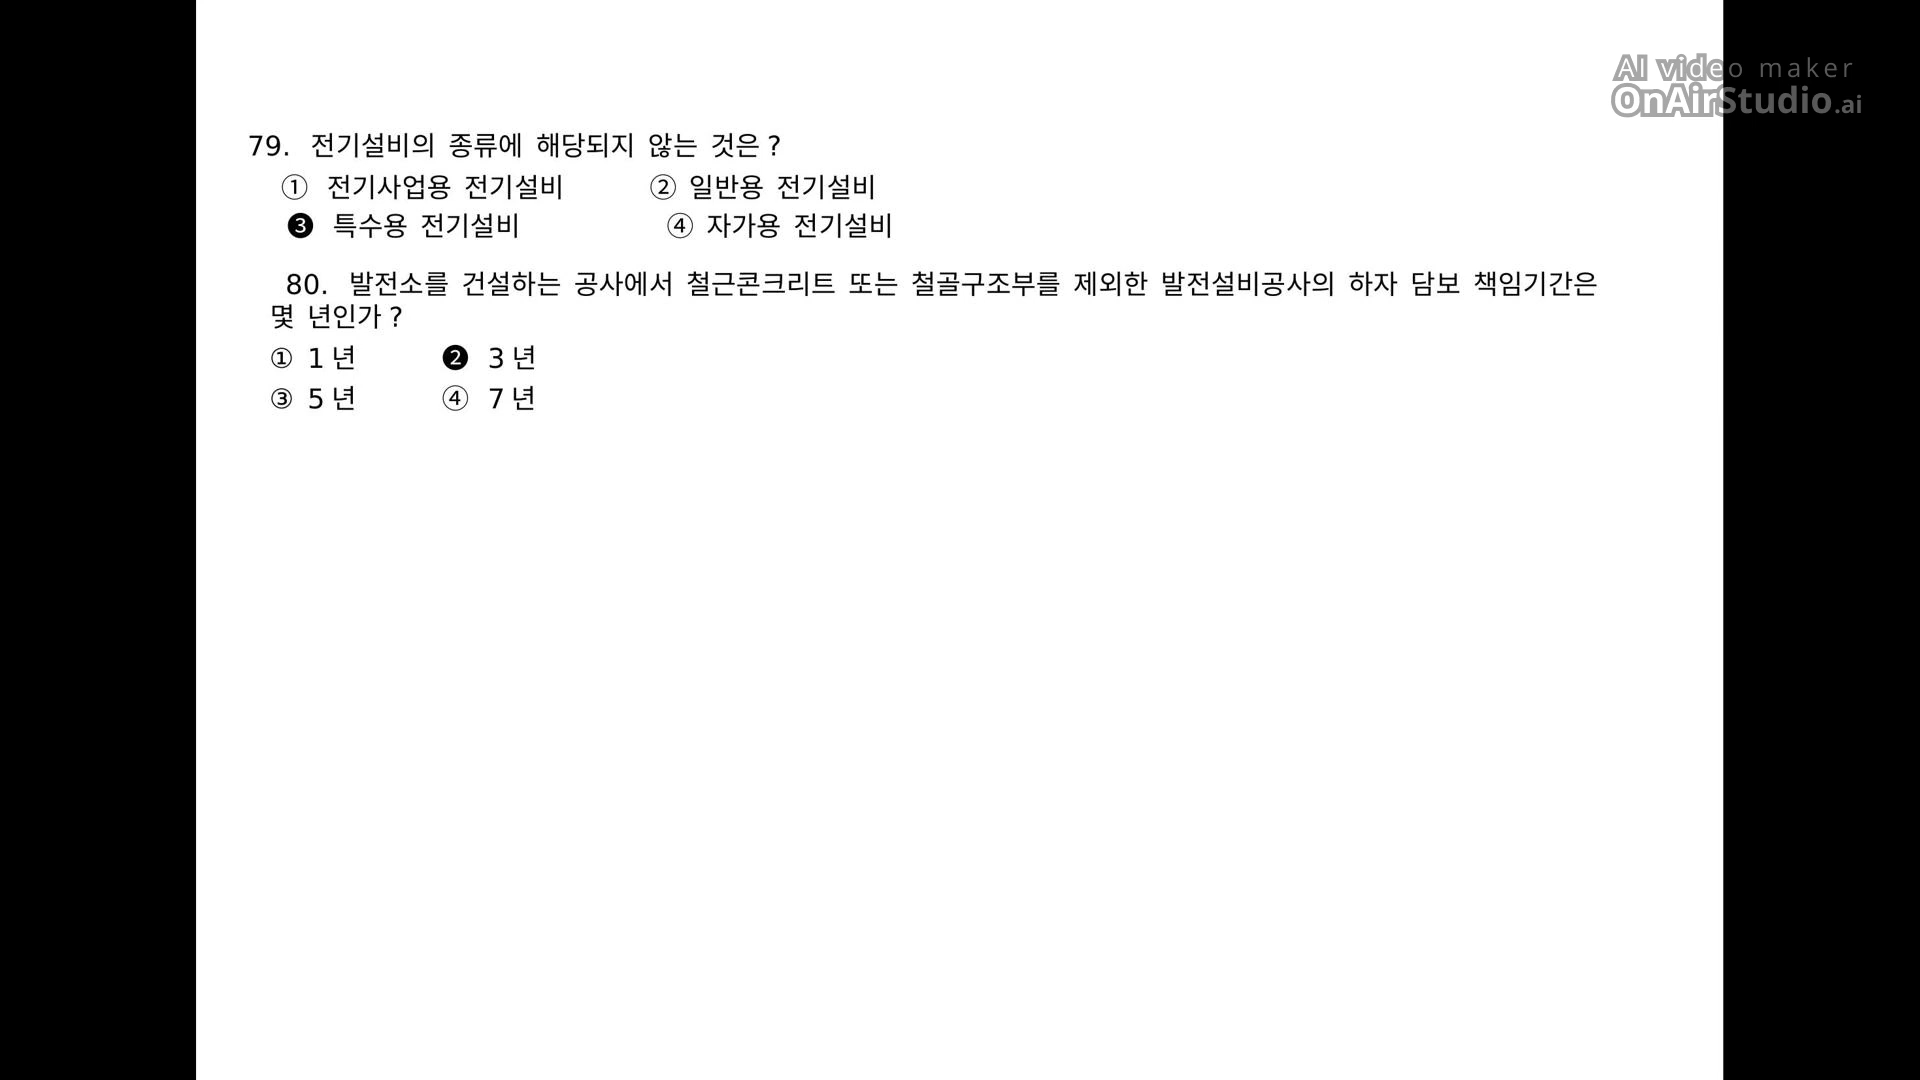 AI video maker
OnAirStudio.ai
79. 전기설비의 종류에 해당되지 않는 것은?
① 전기사업용 전기설비 ② 일반용 전기설비
❸ 특수용 전기설비 ④ 자가용 전기설비
80. 발전소를 건설하는 공사에서 철근콘크리트 또는 철골구조부를 제외한 발전설비공사의 하자 담보 책임기간은
몇 년인가?
① 1년 ❷ 3년
③ 5년 ④ 7년